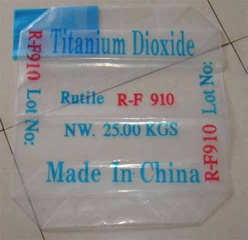 Titanium Dioxide
R-F910 Lot No:
Rutile R-F 910
NW. 25.00 KGS
Made In China
R-F910 Lot No: